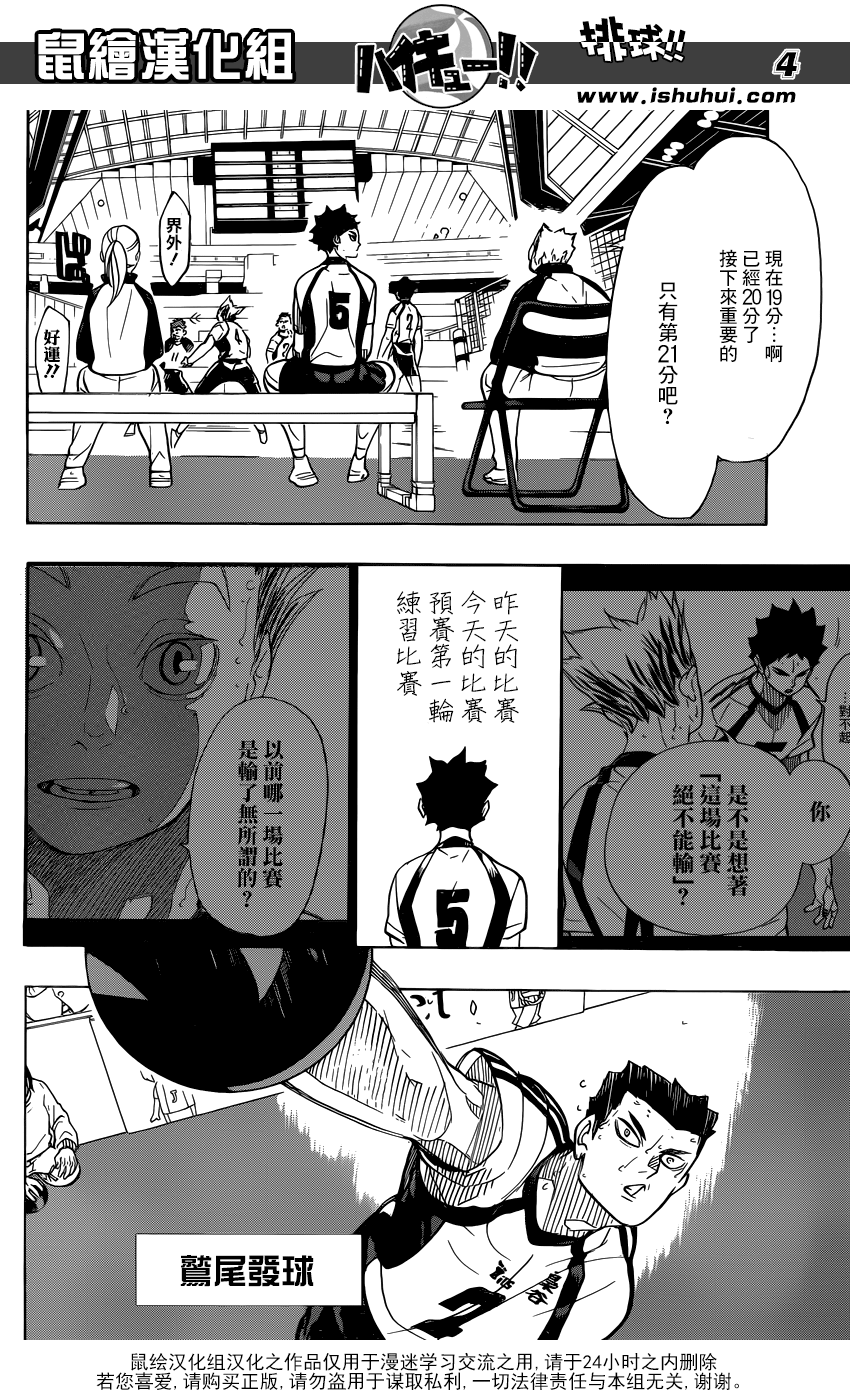 鼠繪漢化組
ハイキュー!!
排球!!
4
www.ishuhui.com
現在19分…啊
已經20分了
接下來重要的
只有第21分吧？
5
界外！
好運!!
…對不起
你
是不是想著
『這場比賽
絕不能輸』？
昨天的比賽
今天的比賽
預賽第一輪
練習比賽
5
以前哪一場比賽
是輸了無所謂的？
梟谷
2
鷲尾發球
鼠绘汉化组汉化之作品仅用于漫迷学习交流之用, 请于24小时之内删除
若您喜爱, 请购买正版, 请勿盗用于谋取私利, 一切法律责任与本组无关, 谢谢。